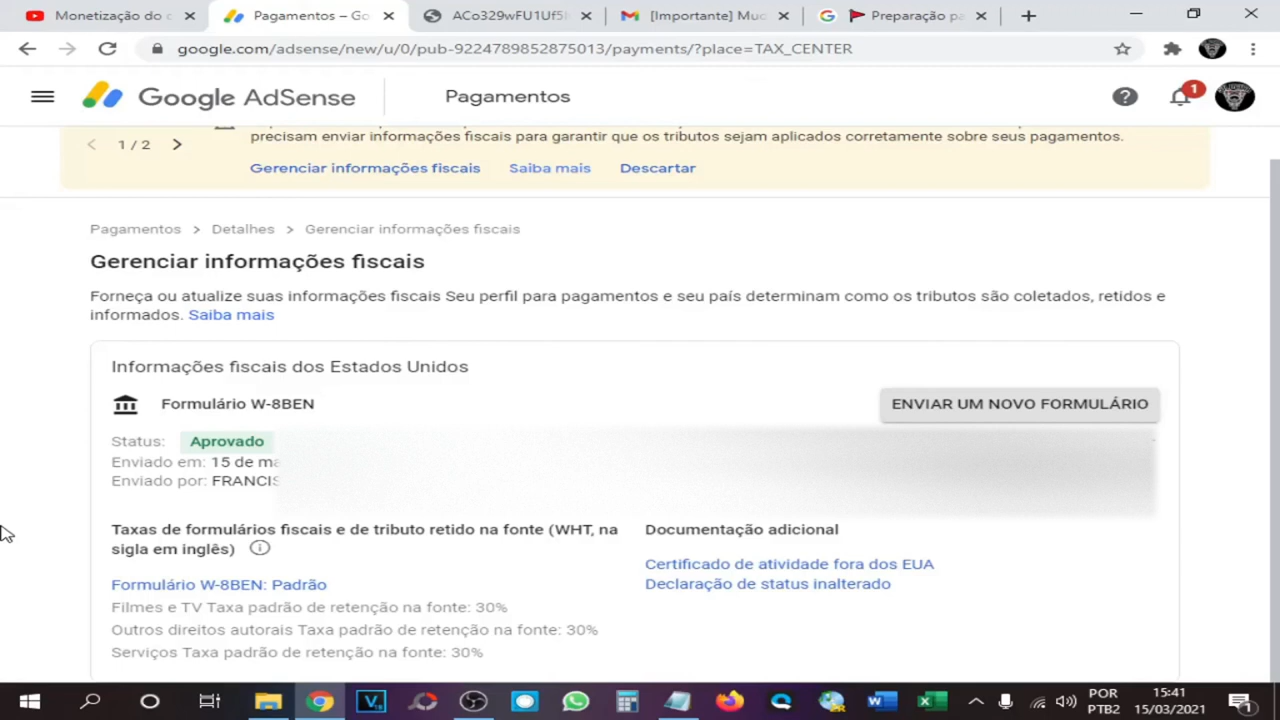 Monetização do c
Pagamentos – Go
ACo329wFU1Uf5l
[Importante] Muc
Preparação pa
google.com/adsense/new/u/0/pub-9224789852875013/payments/?place=TAX_CENTER
Google AdSense
Pagamentos
1
precisam enviar informações fiscais para garantir que os tributos sejam aplicados corretamente sobre seus pagamentos.
1 / 2
Gerenciar informações fiscais Saiba mais Descartar
Pagamentos > Detalhes > Gerenciar informações fiscais
Gerenciar informações fiscais
Forneça ou atualize suas informações fiscais Seu perfil para pagamentos e seu país determinam como os tributos são coletados, retidos e
informados. Saiba mais
Informações fiscais dos Estados Unidos
Formulário W-8BEN
ENVIAR UM NOVO FORMULÁRIO
Status: Aprovado
Enviado em: 15 de ma
Enviado por: FRANCIS
Taxas de formulários fiscais e de tributo retido na fonte (WHT, na
sigla em inglês)
Formulário W-8BEN: Padrão
Filmes e TV Taxa padrão de retenção na fonte: 30%
Outros direitos autorais Taxa padrão de retenção na fonte: 30%
Serviços Taxa padrão de retenção na fonte: 30%
Documentação adicional
Certificado de atividade fora dos EUA
Declaração de status inalterado
POR
PTB2
15:41
15/03/2021
1